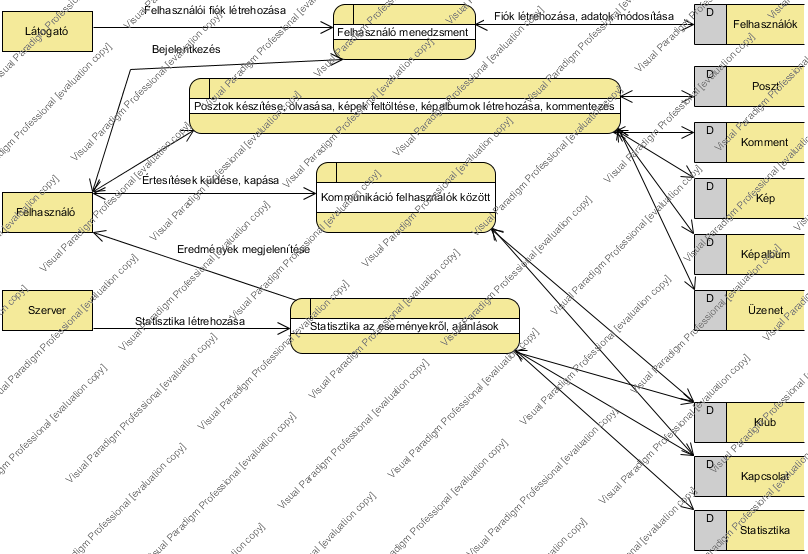 Látogató
Felhasználói fiók létrehozása
Felhasználó menedzsment
Fiók létrehozása, adatok módosítása
D
Felhasználók
Bejelentkezés
Posztok készítése, olvasása, képek feltöltése, képalbumok létrehozása, kommentezés
D
Poszt
D
Komment
Felhasználó
Értesítések küldése, kapása
Kommunikáció felhasználók között
D
Kép
D
Képalbum
Eredmények megjelenítése
D
Üzenet
Szerver
Statisztika létrehozása
Statisztika az eseményekről, ajánlások
D
Klub
D
Kapcsolat
D
Statisztika
Visual Paradigm Professional [evaluation copy]